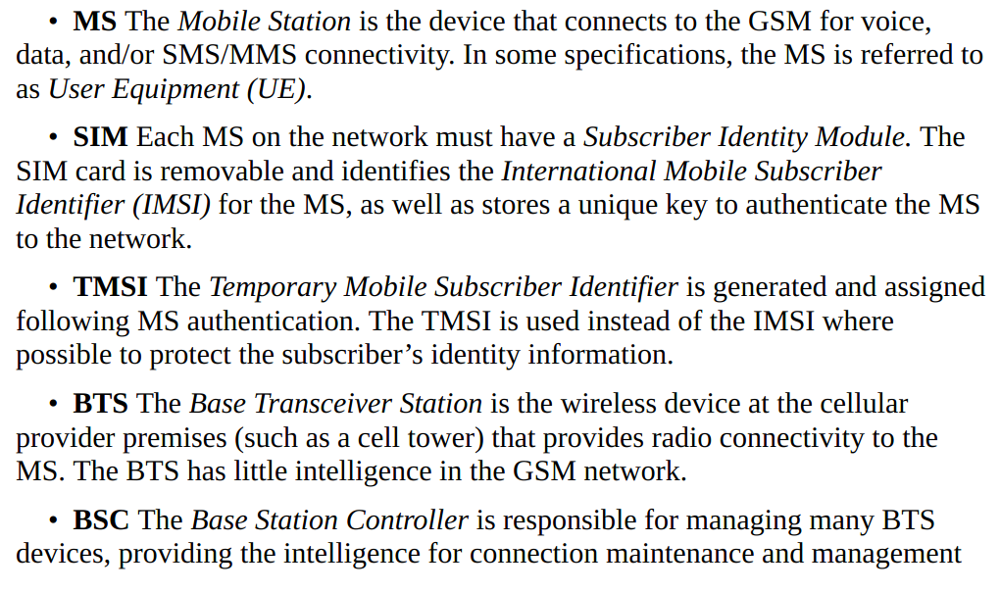 • MS The Mobile Station is the device that connects to the GSM for voice,
data, and/or SMS/MMS connectivity. In some specifications, the MS is referred to
as User Equipment (UE).
• SIM Each MS on the network must have a Subscriber Identity Module. The
SIM card is removable and identifies the International Mobile Subscriber
Identifier (IMSI) for the MS, as well as stores a unique key to authenticate the MS
to the network.
• TMSI The Temporary Mobile Subscriber Identifier is generated and assigned
following MS authentication. The TMSI is used instead of the IMSI where
possible to protect the subscriber’s identity information.
• BTS The Base Transceiver Station is the wireless device at the cellular
provider premises (such as a cell tower) that provides radio connectivity to the
MS. The BTS has little intelligence in the GSM network.
• BSC The Base Station Controller is responsible for managing many BTS
devices, providing the intelligence for connection maintenance and management